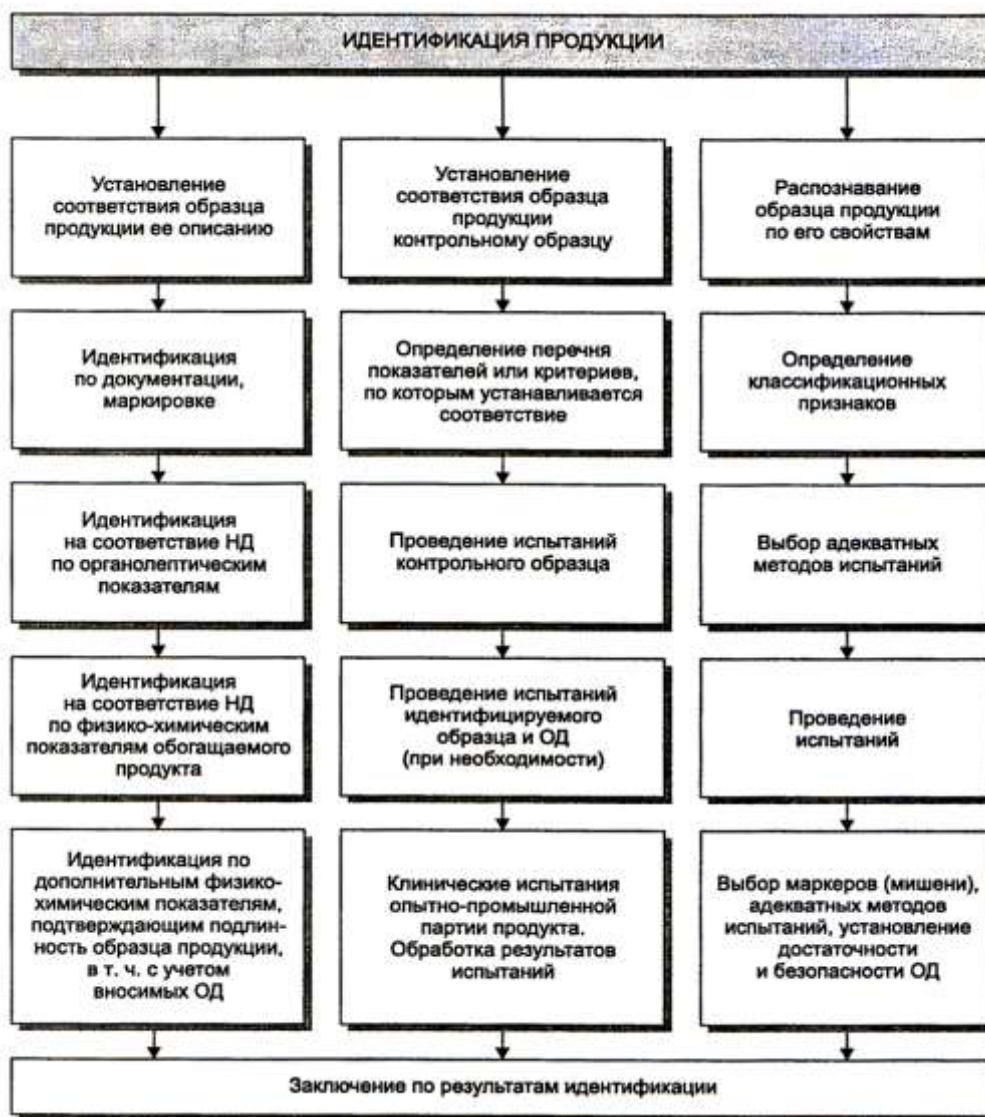 ИДЕНТИФИКАЦИЯ ПРОДУКЦИИ
Установление
соответствия образца
продукции ее описанию
Установление
соответствия образца
продукции
контрольному образцу
Распознавание
образца продукции
по его свойствам
Идентификация
по документации,
маркировке
Определение перечня
показателей или критериев,
по которым устанавливается
соответствие
Определение
классификационных
признаков
Идентификация
на соответствие НД
по органолептическим
показателям
Проведение испытаний
контрольного образца
Выбор адекватных
методов испытаний
Идентификация
на соответствие НД
по физико-химическим
показателям обогащаемого
продукта
Проведение испытаний
идентифицируемого
образца и ОД
(при необходимости)
Проведение
испытаний
Идентификация по
дополнительным физико-
химическим показателям,
подтверждающим подлин-
ность образца продукции,
в т. ч. с учетом
вносимых ОД
Клинические испытания
опытно-промышленной
партии продукта.
Обработка результатов
испытаний
Выбор маркеров (мишени),
адекватных методов
испытаний, установление
достаточности
и безопасности ОД
Заключение по результатам идентификации